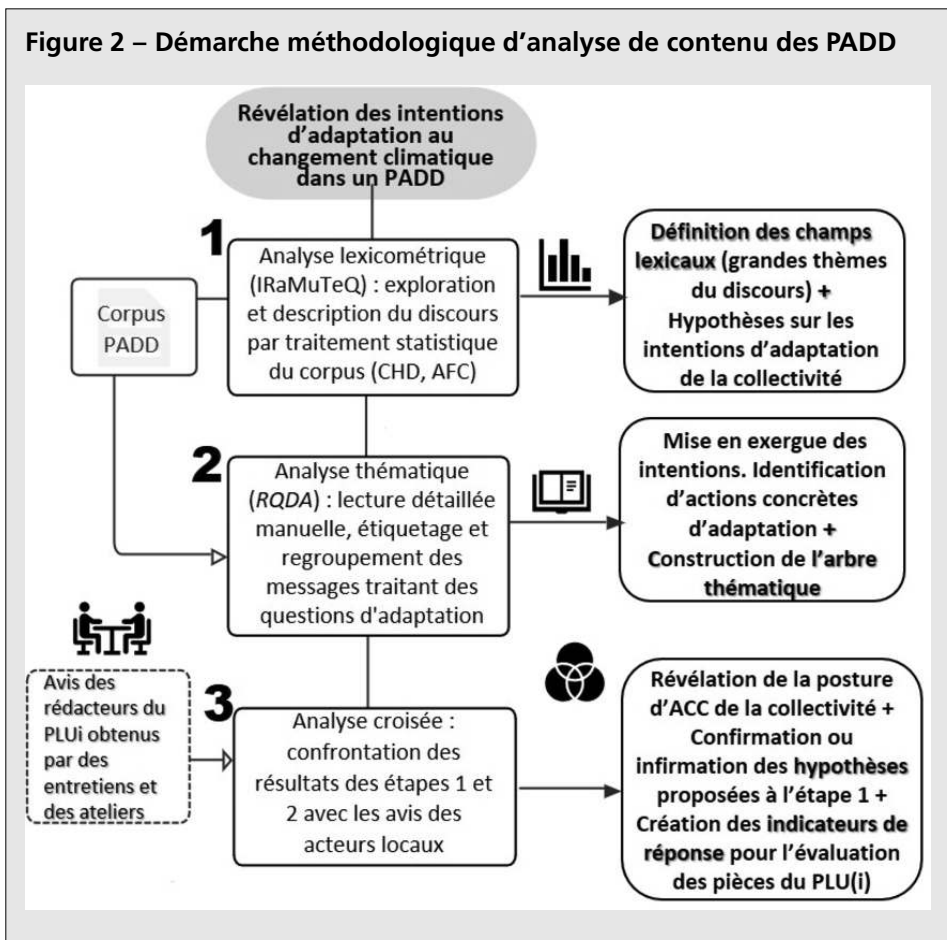 Figure 2 – Démarche méthodologique d'analyse de contenu des PADD
Révélation des intentions
d'adaptation au
changement climatique
dans un PADD
1
Analyse lexicométrique
(IRaMuTeQ) : exploration
et description du discours
par traitement statistique
du corpus (CHD, AFC)
Définition des champs
lexicaux (grandes thèmes
du discours) +
Hypothèses sur les
intentions d'adaptation
de la collectivité
Corpus
PADD
2
Analyse thématique
(RQDA) : lecture détaillée
manuelle, étiquetage et
regroupement des
messages traitant des
questions d'adaptation
Mise en exergue des
intentions. Identification
d'actions concrètes
d'adaptation +
Construction de l'arbre
thématique
Avis des
rédacteurs du
PLUi obtenus
par des
entretiens et
des ateliers
3
Analyse croisée :
confrontation des
résultats des étapes 1 et
2 avec les avis des
acteurs locaux
Révélation de la posture
d'ACC de la collectivité +
Confirmation ou
infirmation des hypothèses
proposées à l'étape 1 +
Création des indicateurs de
réponse pour l'évaluation
des pièces du PLU(i)